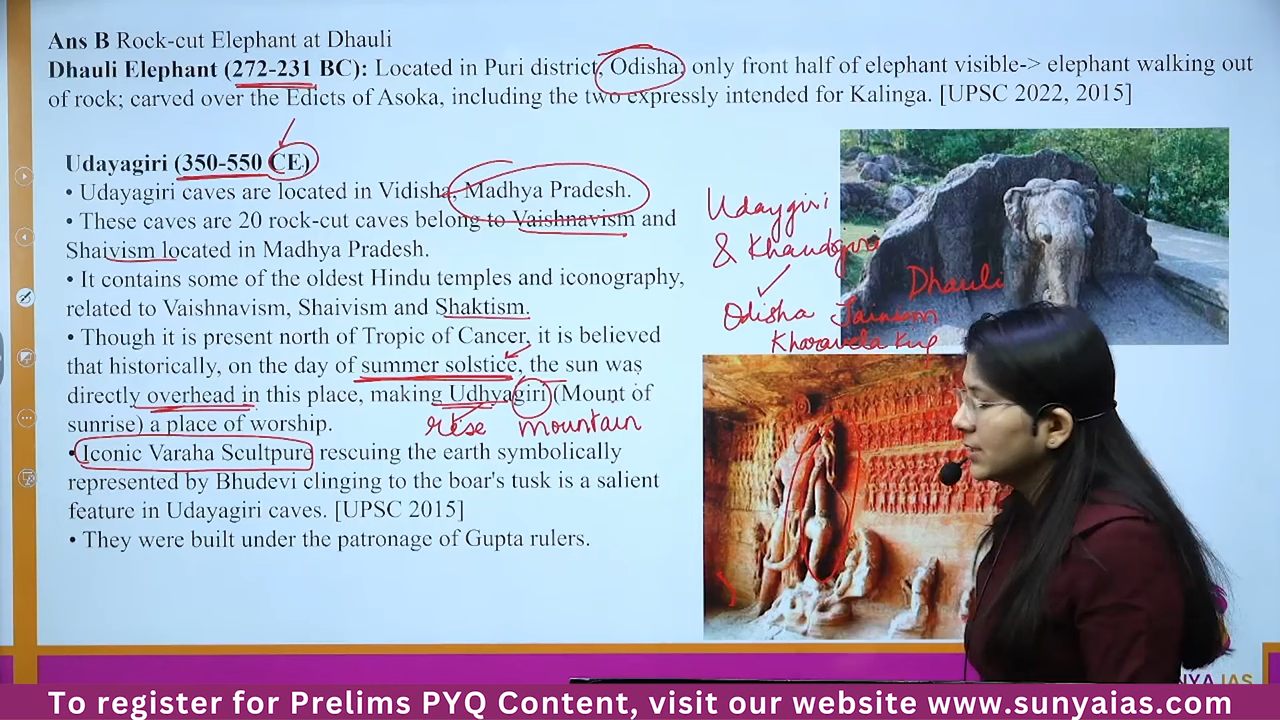 Ans B Rock-cut Elephant at Dhauli
Dhauli Elephant (272-231 BC): Located in Puri district, Odisha, only front half of elephant visible-> elephant walking out
of rock; carved over the Edicts of Asoka, including the two expressly intended for Kalinga. [UPSC 2022, 2015]
Udayagiri (350-550 CE)
• Udayagiri caves are located in Vidisha, Madhya Pradesh.
• These caves are 20 rock-cut caves belong to Vaishnavism and
Shaivism located in Madhya Pradesh.
• It contains some of the oldest Hindu temples and iconography,
related to Vaishnavism, Shaivism and Shaktism.
• Though it is present north of Tropic of Cancer, it is believed
that historically, on the day of summer solstice, the sun was
directly overhead in this place, making Udhyagiri (Mount of
sunrise) a place of worship.
rise mountain
• Iconic Varaha Scultpure rescuing the earth symbolically
represented by Bhudevi clinging to the boar's tusk is a salient
feature in Udayagiri caves. [UPSC 2015]
• They were built under the patronage of Gupta rulers.
Udaygiri
& Khandgiri
Odisha Jainism
Kharavela
Dhauli
IAS
To register for Prelims PYQ Content, visit our website www.sunyaias.com